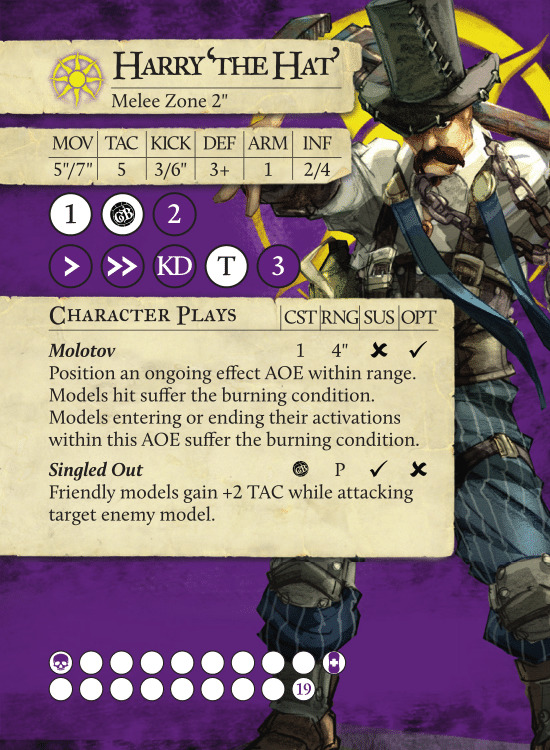 HARRY 'THE HAT'
Melee Zone 2"
MOV TAC KICK DEF ARM INF
5"/7" 5 3/6" 3+ 1 2/4
1 GB 2
> >> KD T 3
CHARACTER PLAYS CST RNG SUS OPT
Molotov 1 4" ✘ ✓
Position an ongoing effect AOE within range.
Models hit suffer the burning condition.
Models entering or ending their activations
within this AOE suffer the burning condition.
Singled Out GB P ✓ ✘
Friendly models gain +2 TAC while attacking
target enemy model.
19